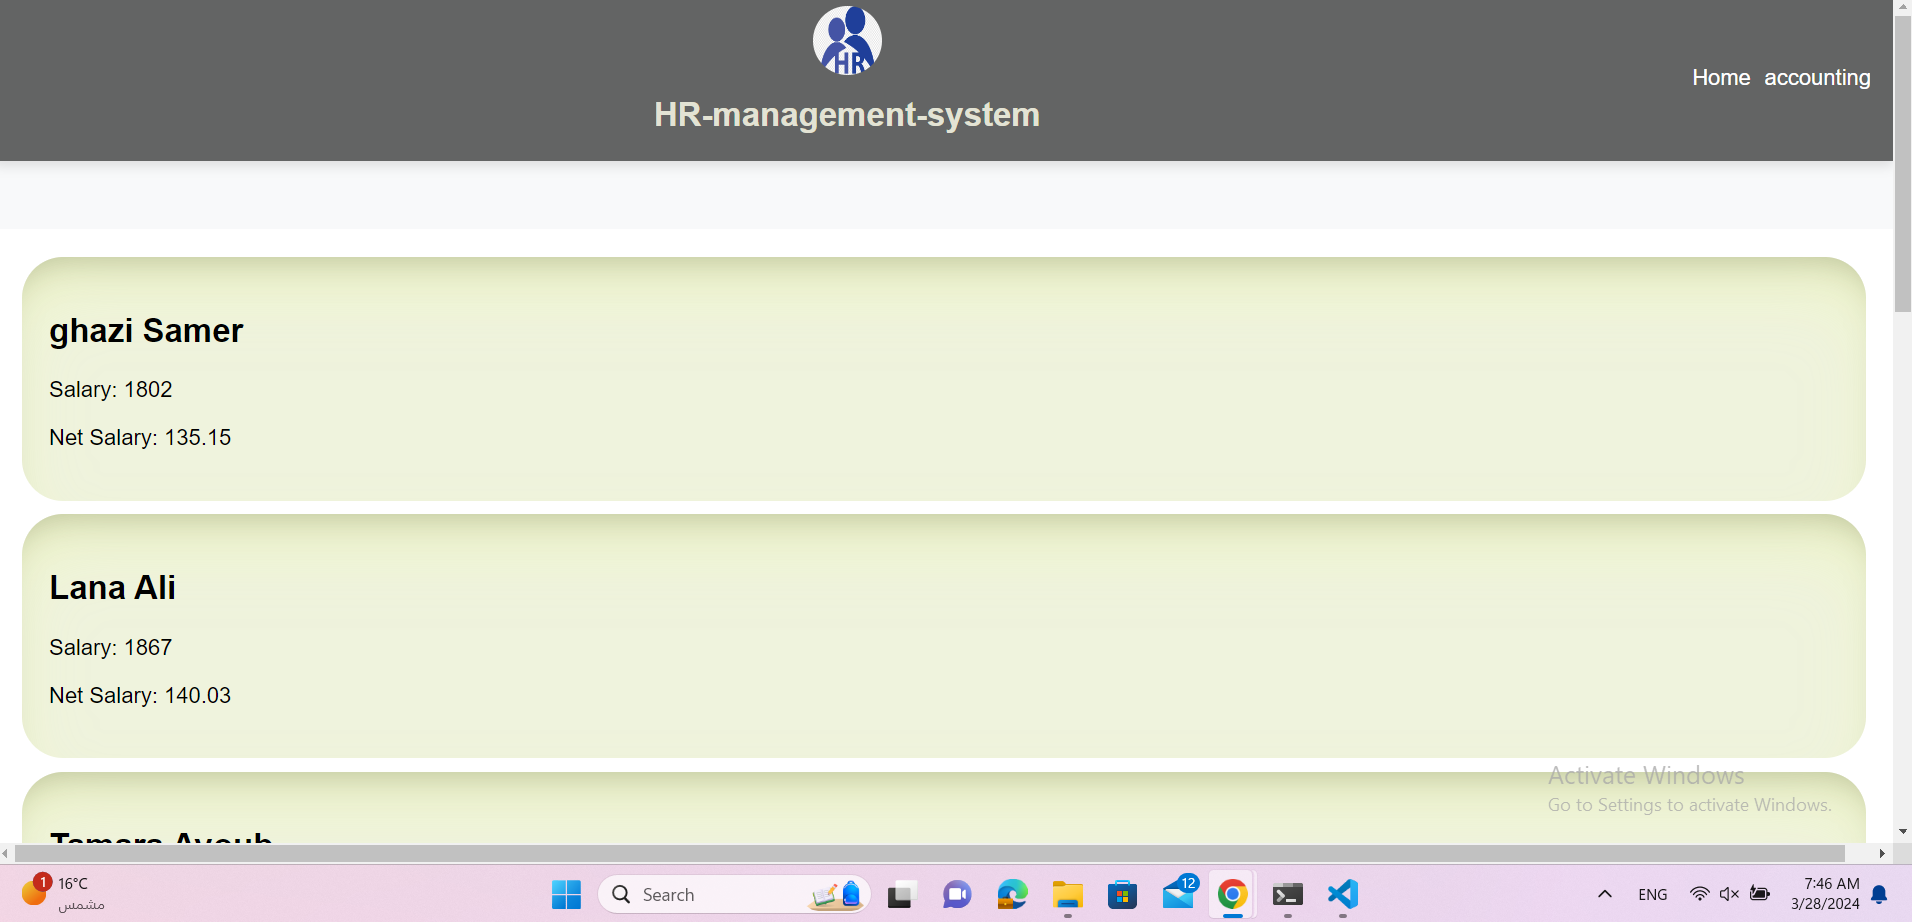 HR
Home accounting
HR-management-system
ghazi Samer
Salary: 1802
Net Salary: 135.15
Lana Ali
Salary: 1867
Net Salary: 140.03
Activate Windows
Go to Settings to activate Windows.
Tamara Ayoub
1
16°C
مشمس
Search
12
ENG
7:46 AM
3/28/2024